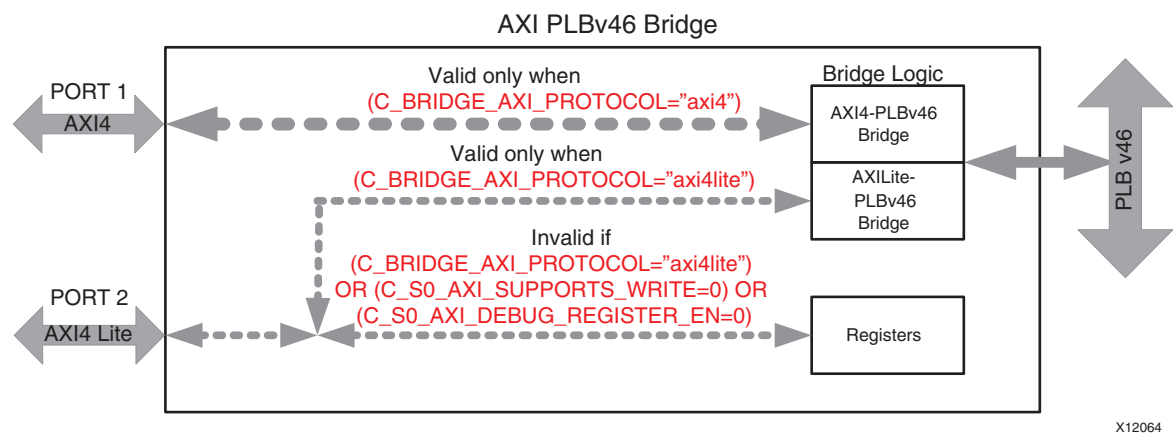 AXI PLBv46 Bridge
PORT 1
AXI4
Valid only when
(C_BRIDGE_AXI_PROTOCOL=”axi4”)
Bridge Logic
AXI4-PLBv46
Bridge
Valid only when
(C_BRIDGE_AXI_PROTOCOL=”axi4lite”)
AXILite-
PLBv46
Bridge
PLB v46
Invalid if
(C_BRIDGE_AXI_PROTOCOL=”axi4lite”)
OR (C_S0_AXI_SUPPORTS_WRITE=0) OR
(C_S0_AXI_DEBUG_REGISTER_EN=0)
PORT 2
AXI4 Lite
Registers
X12064